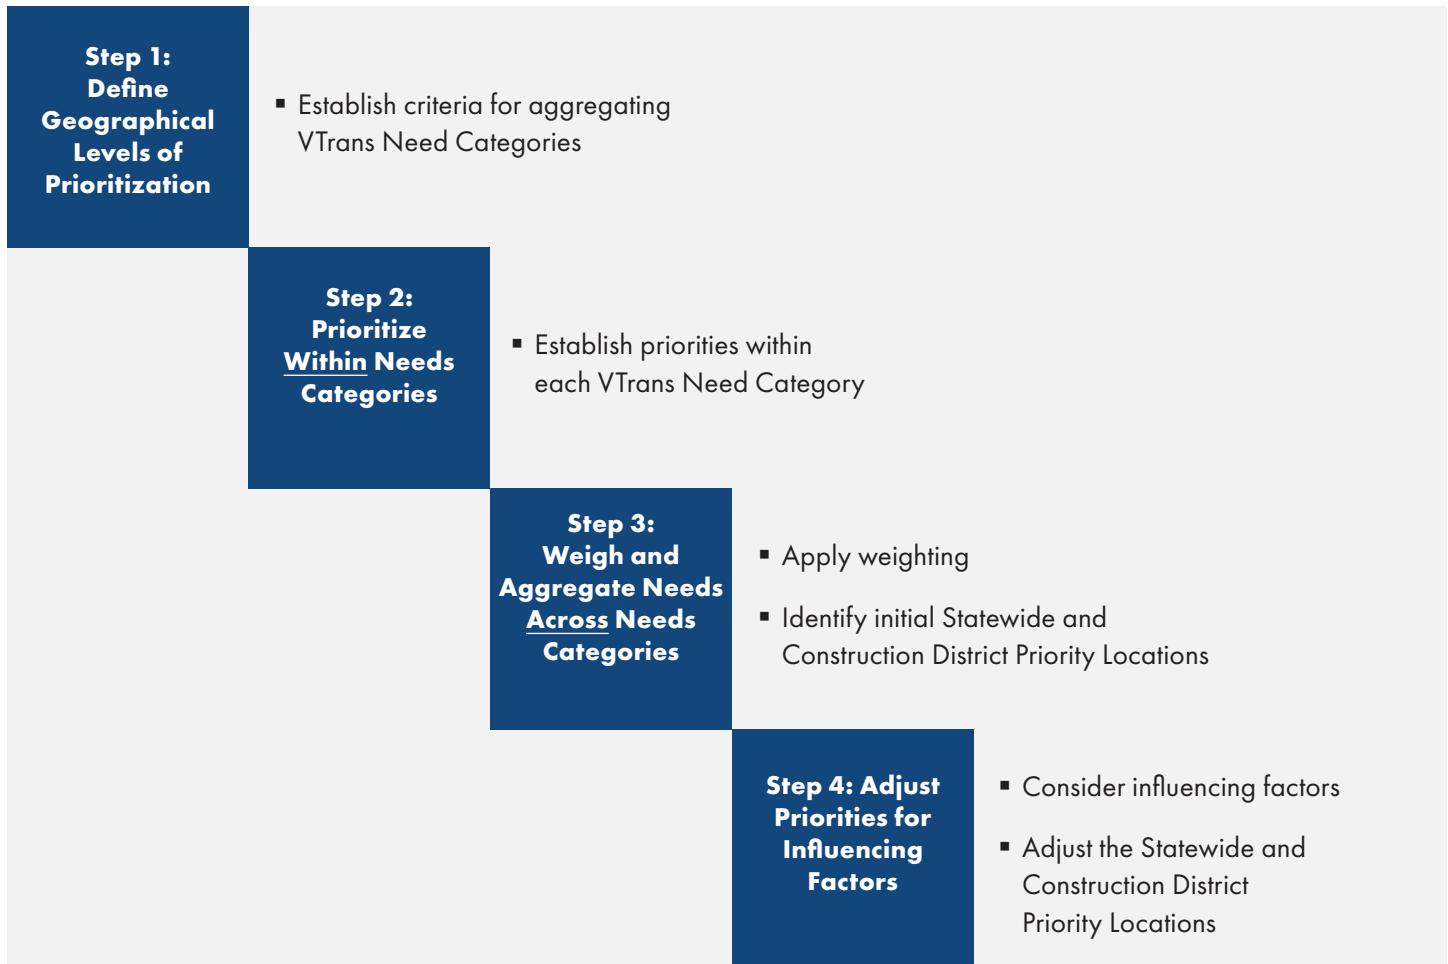 Step 1:
Define
Geographical
Levels of
Prioritization
▪ Establish criteria for aggregating
VTrans Need Categories
Step 2:
Prioritize
Within Needs
Categories
▪ Establish priorities within
each VTrans Need Category
Step 3:
Weigh and
Aggregate Needs
Across Needs
Categories
▪ Apply weighting
▪ Identify initial Statewide and
Construction District Priority Locations
Step 4: Adjust
Priorities for
Influencing
Factors
▪ Consider influencing factors
▪ Adjust the Statewide and
Construction District
Priority Locations